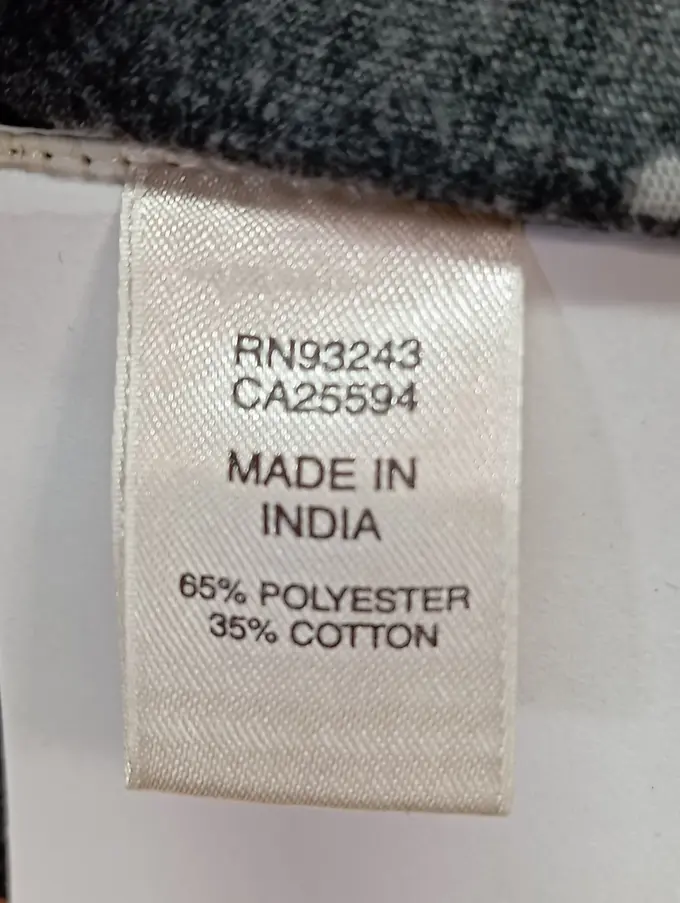 RN93243
CA25594
MADE IN
INDIA
65% POLYESTER
35% COTTON